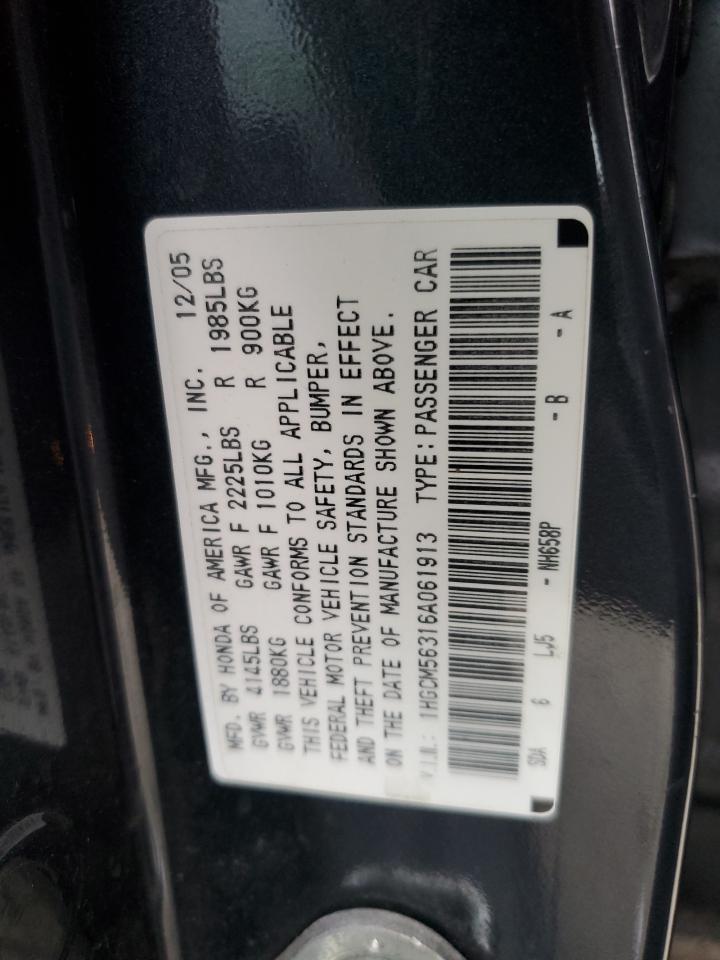 MFD. BY HONDA OF AMERICA MFG., INC. 12/05
GVWR 4145LBS GAWR F 2225LBS R 1985LBS
GVWR 1880KG GAWR F 1010KG R 900KG
THIS VEHICLE CONFORMS TO ALL APPLICABLE
FEDERAL MOTOR VEHICLE SAFETY, BUMPER,
AND THEFT PREVENTION STANDARDS IN EFFECT
ON THE DATE OF MANUFACTURE SHOWN ABOVE.
V.I.N.: 1HGCM56316A061913 TYPE: PASSENGER CAR
SDA 6 LJ5 - NH658P - B - A